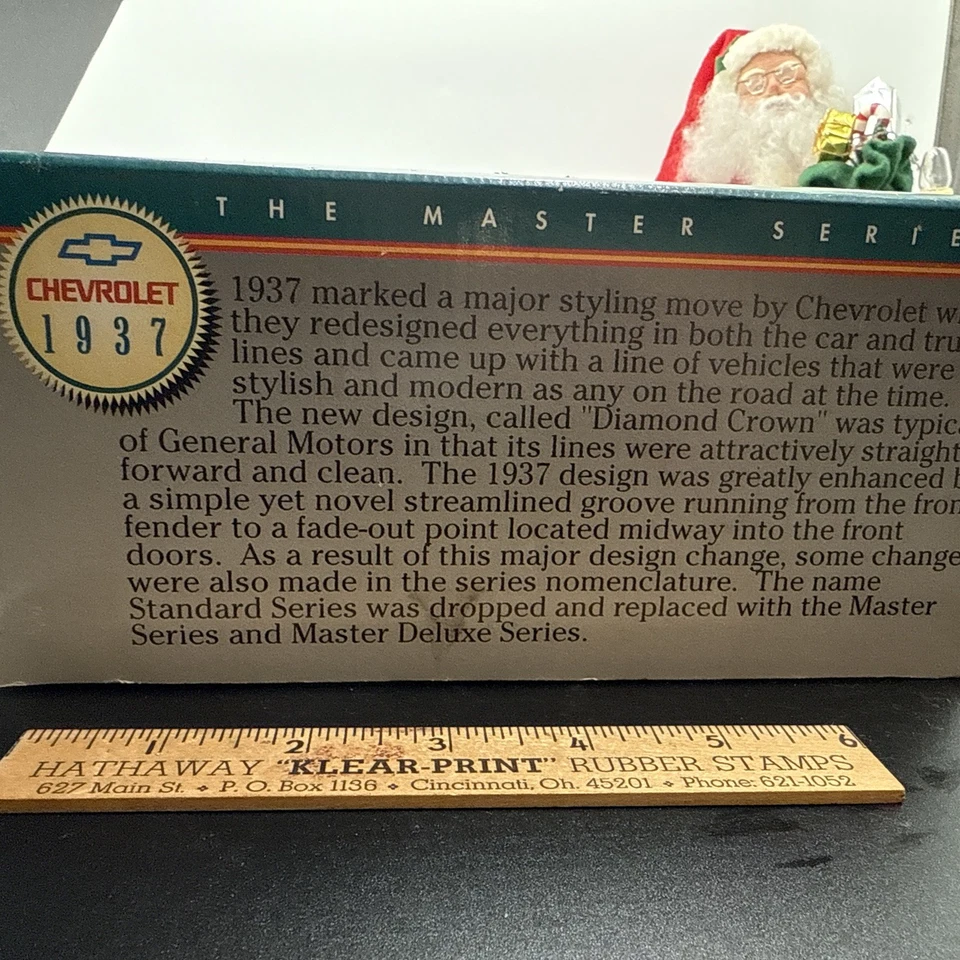 THE MASTER SERIE
CHEVROLET
1937
1937 marked a major styling move by Chevrolet w
they redesigned everything in both the car and tru
lines and came up with a line of vehicles that were
stylish and modern as any on the road at the time.
The new design, called "Diamond Crown" was typic
of General Motors in that its lines were attractively straight
forward and clean. The 1937 design was greatly enhanced b
a simple yet novel streamlined groove running from the fron
fender to a fade-out point located midway into the front
doors. As a result of this major design change, some change
were also made in the series nomenclature. The name
Standard Series was dropped and replaced with the Master
Series and Master Deluxe Series.
1 2 3 4 5 6
HATHAWAY "KLEAR-PRINT" RUBBER STAMPS
627 Main St. ⬥ P. O. Box 1136 ⬥ Cincinnati, Oh. 45201 ⬥ Phone: 621-1052